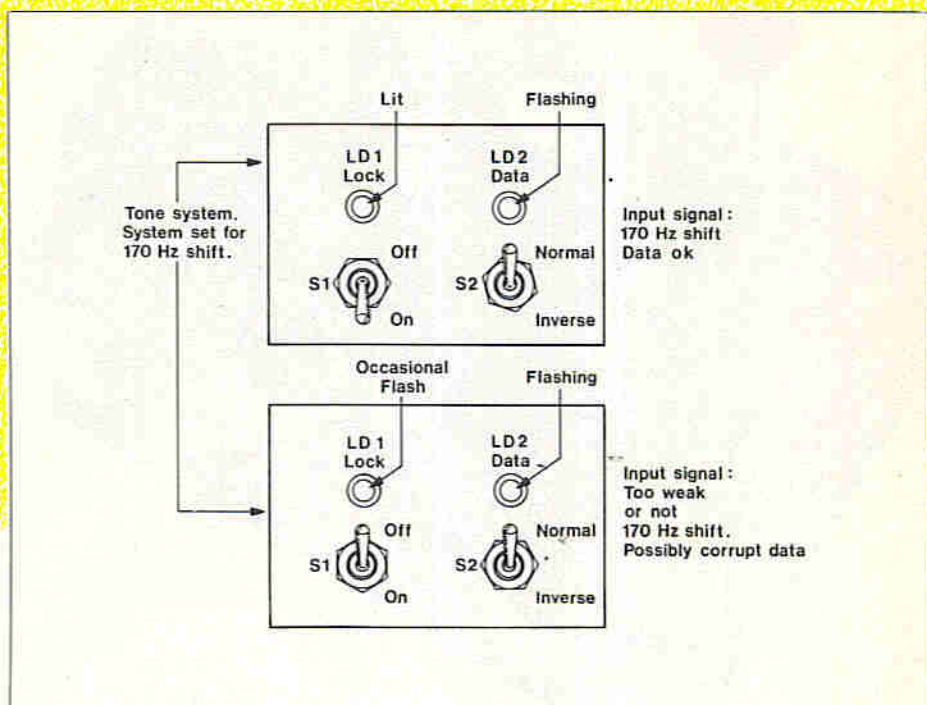 Lit
Flashing
LD1
Lock
LD2
Data
Tone system.
System set for
170 Hz shift.
Off
S1
On
Normal
S2
Inverse
Input signal:
170 Hz shift
Data ok
Occasional
Flash
Flashing
LD1
Lock
LD2
Data
Off
S1
On
Normal
S2
Inverse
Input signal:
Too weak
or not
170 Hz shift.
Possibly corrupt data